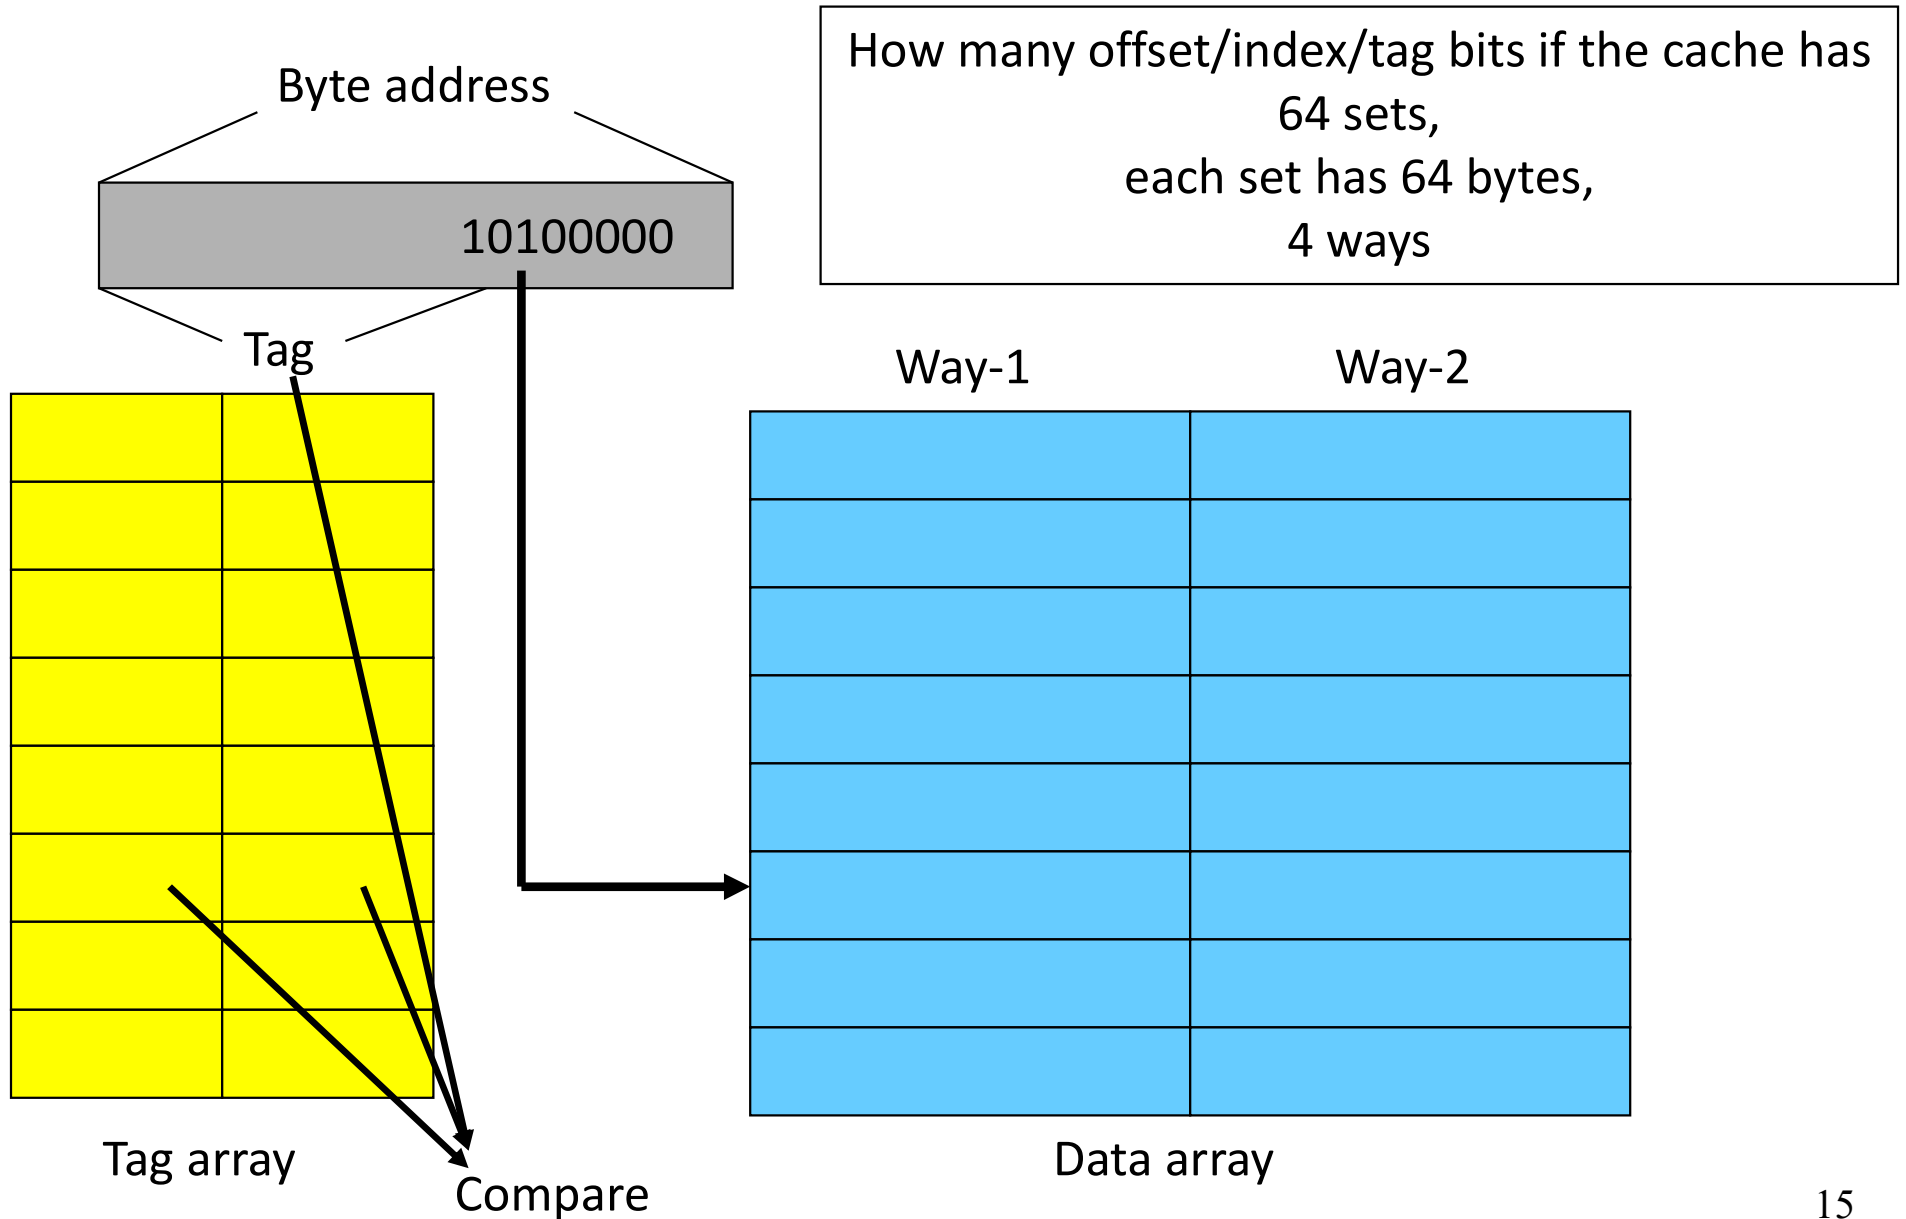 Byte address
10100000
Tag
How many offset/index/tag bits if the cache has
64 sets,
each set has 64 bytes,
4 ways
Way-1
Way-2
Tag array
Compare
Data array
15